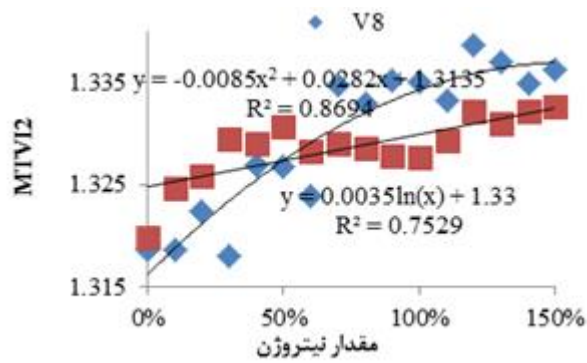 V8
1.335
y = -0.0085x² + 0.0282x + 1.3135
R² = 0.8694
MTVI2
1.325
y = 0.0035ln(x) + 1.33
R² = 0.7529
1.315
0% 50% 100% 150%
مقدار نیتروژن